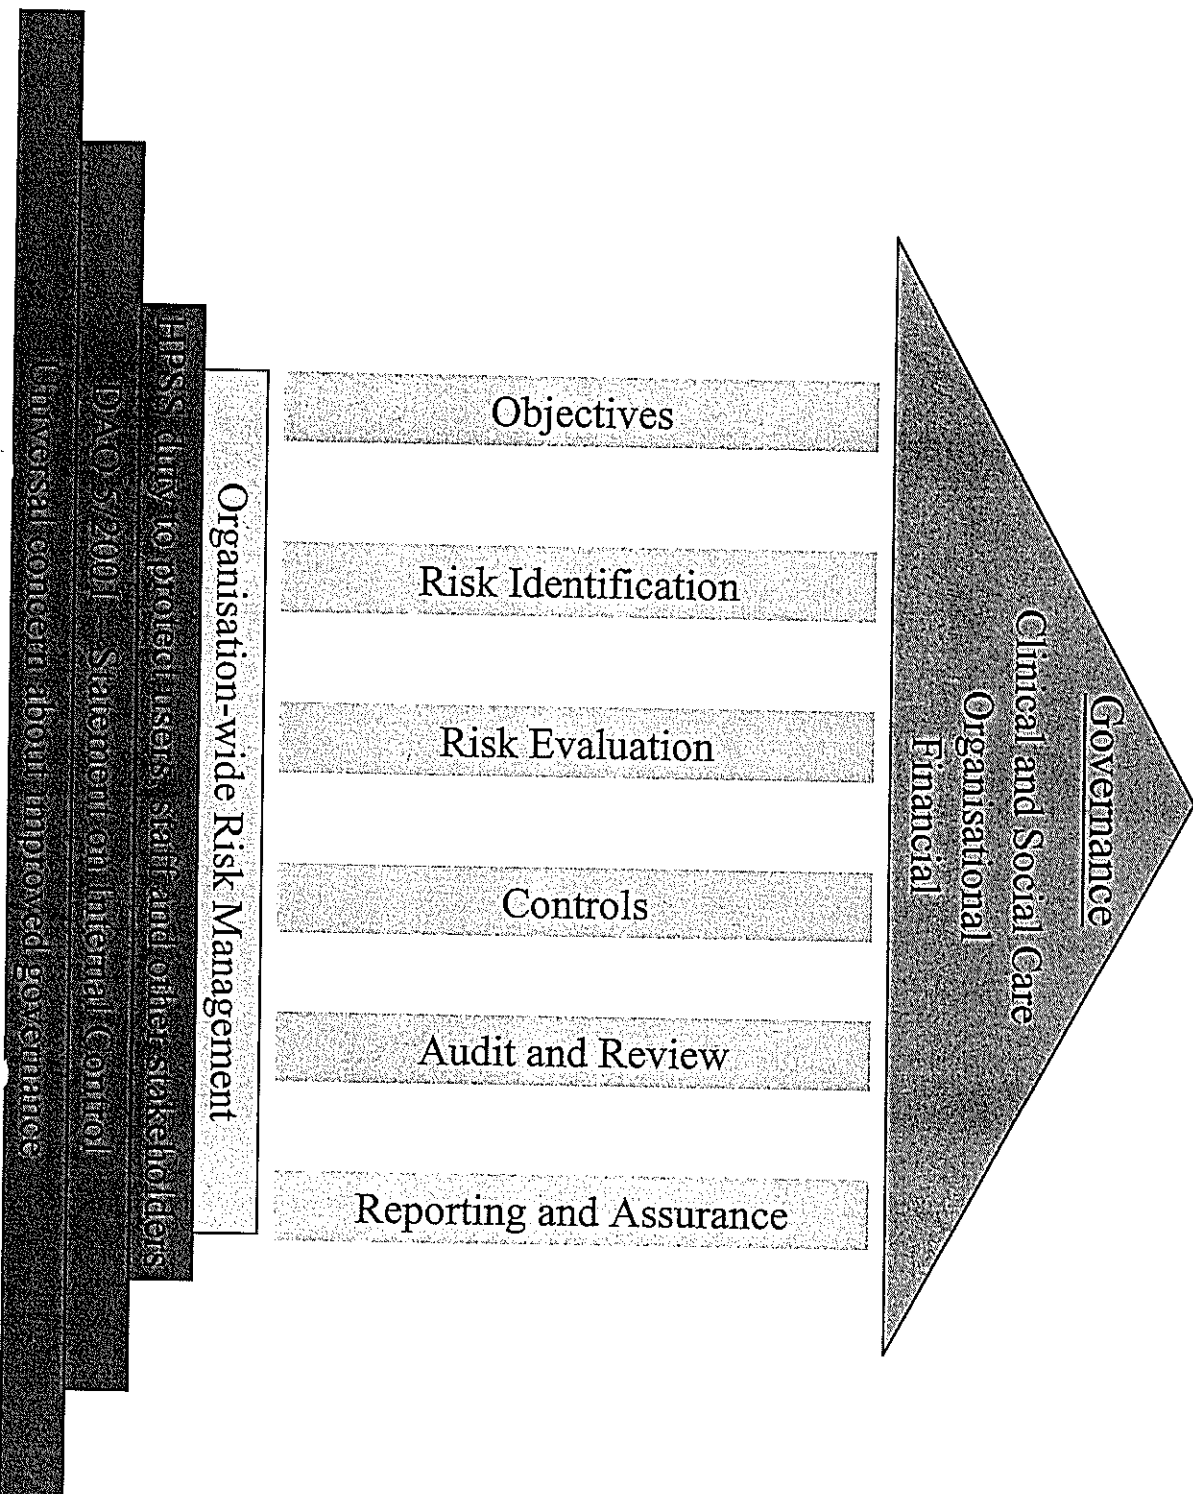 Governance
Clinical and Social Care
Organisational
Financial
Objectives
Risk Identification
Risk Evaluation
Controls
Audit and Review
Reporting and Assurance
Organisation-wide Risk Management
HPSS duty to protect users, staff and other stakeholders
DAO 5/2001 Statement on Internal Control
Universal concern about improved governance